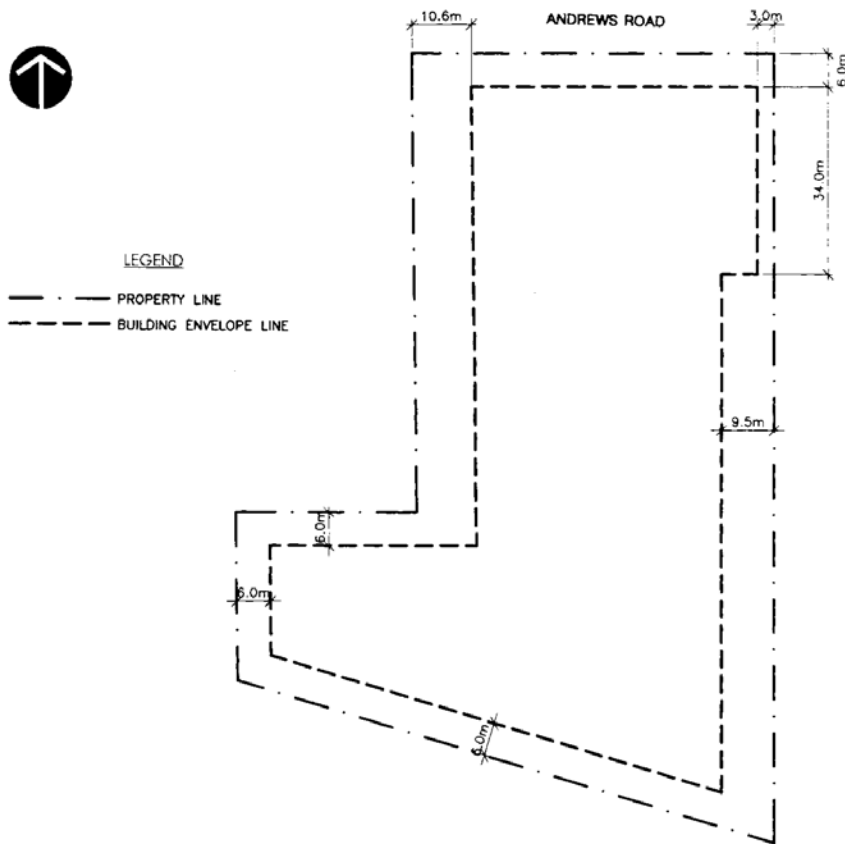 10.6m
ANDREWS ROAD
3.0m
6.0m
34.0m
LEGEND
PROPERTY LINE
BUILDING ENVELOPE LINE
9.5m
6.0m
6.0m
6.0m